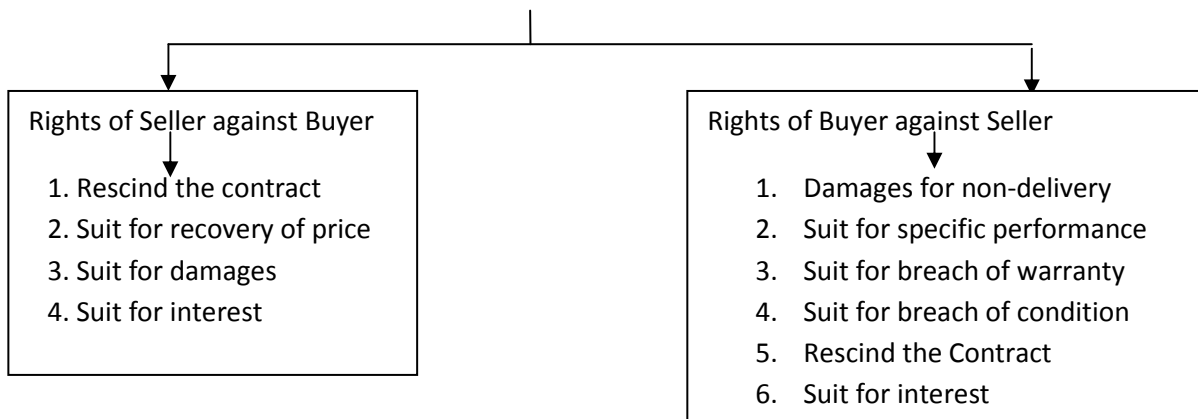 Rights of Seller against Buyer
1. Rescind the contract
2. Suit for recovery of price
3. Suit for damages
4. Suit for interest
Rights of Buyer against Seller
1. Damages for non-delivery
2. Suit for specific performance
3. Suit for breach of warranty
4. Suit for breach of condition
5. Rescind the Contract
6. Suit for interest